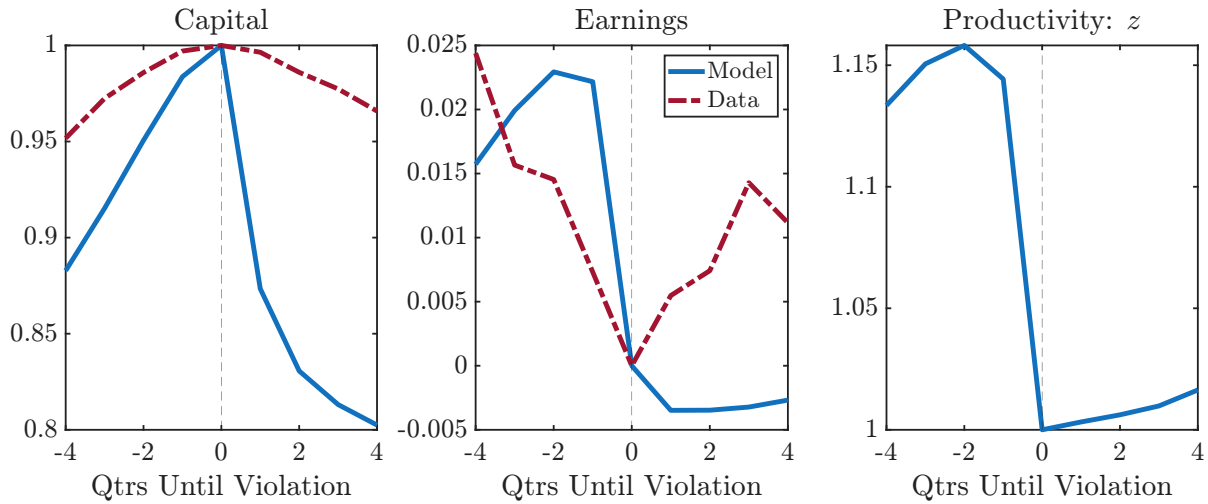 Capital
1
0.95
0.9
0.85
0.8
-4 -2 0 2 4
Qtrs Until Violation
Earnings
0.025
0.02
0.015
0.01
0.005
0
-0.005
Model
Data
-4 -2 0 2 4
Qtrs Until Violation
Productivity: z
1.15
1.1
1.05
1
-4 -2 0 2 4
Qtrs Until Violation